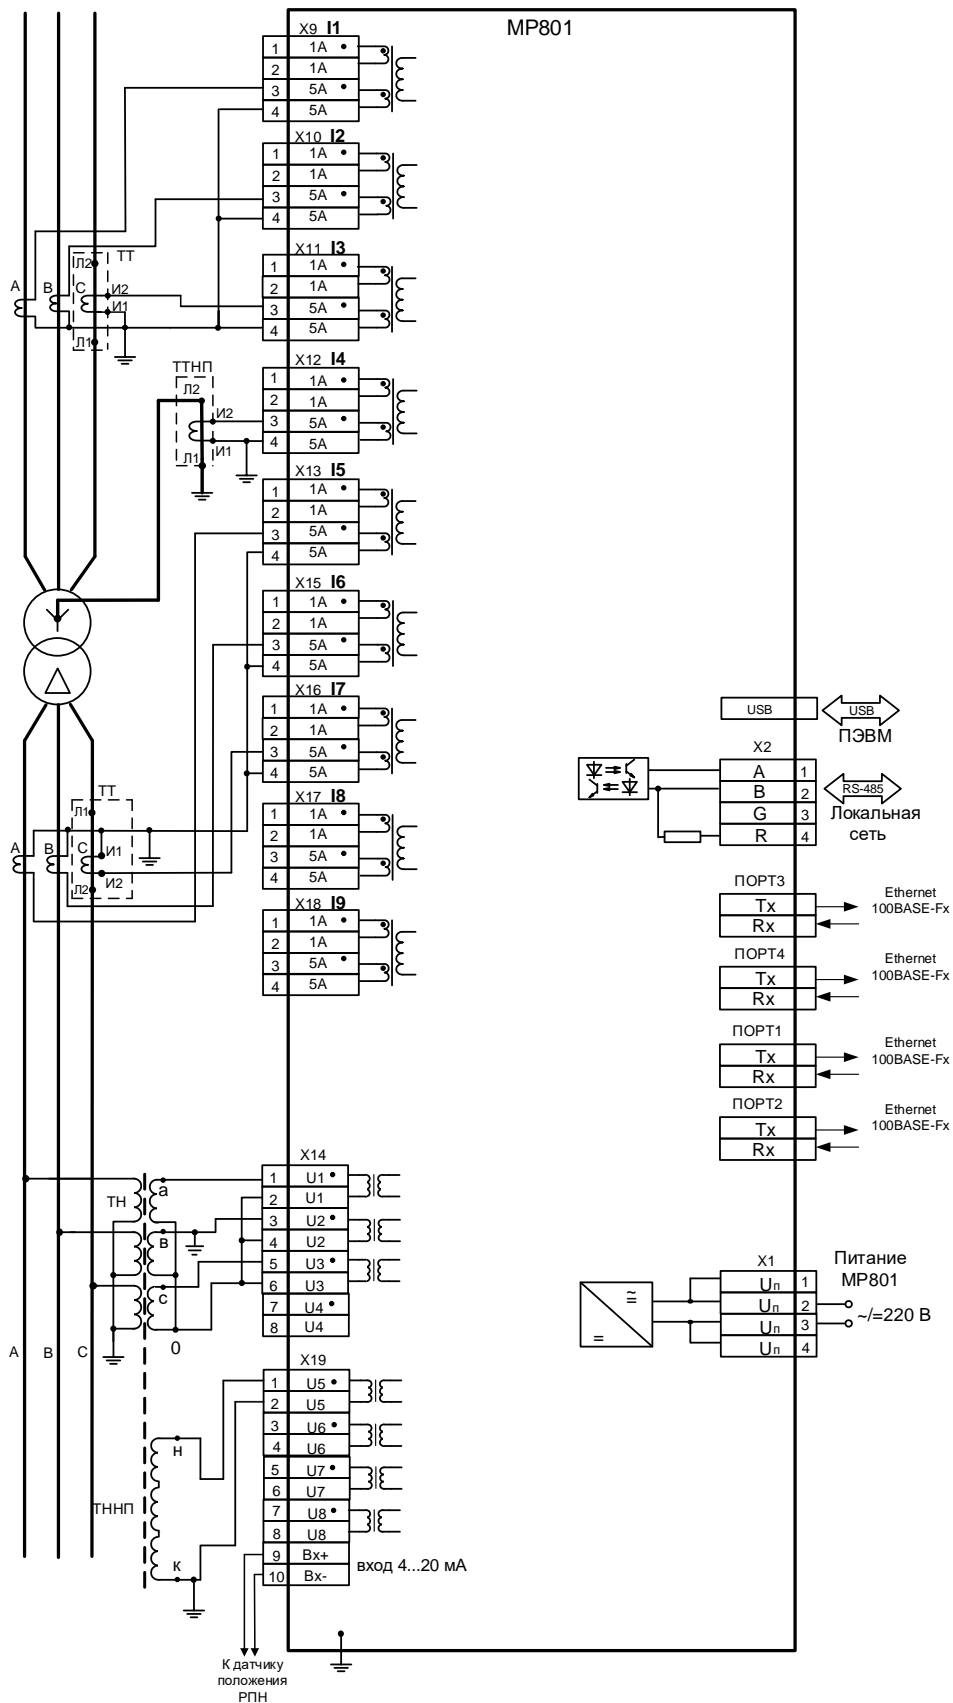 МР801
X9 I1
1 1А
2 1А
3 5А
4 5А
X10 I2
1 1А
2 1А
3 5А
4 5А
X11 I3
1 1А
2 1А
3 5А
4 5А
ТТ
Л2
А В С И2
И1
Л1
X12 I4
1 1А
2 1А
3 5А
4 5А
ТТНП
Л2
И2
И1
Л1
X13 I5
1 1А
2 1А
3 5А
4 5А
X15 I6
1 1А
2 1А
3 5А
4 5А
X16 I7
1 1А
2 1А
3 5А
4 5А
X17 I8
1 1А
2 1А
3 5А
4 5А
ТТ
Л1
А В С И1
И2
Л2
X18 I9
1 1А
2 1А
3 5А
4 5А
USB
USB
ПЭВМ
X2
A 1
B 2
G 3
R 4
RS-485
Локальная
сеть
ПОРТ3
Tx
Rx
Ethernet
100BASE-Fx
ПОРТ4
Tx
Rx
Ethernet
100BASE-Fx
ПОРТ1
Tx
Rx
Ethernet
100BASE-Fx
ПОРТ2
Tx
Rx
Ethernet
100BASE-Fx
X14
1 U1
2 U1
3 U2
4 U2
5 U3
6 U3
7 U4
8 U4
ТН
а
в
с
0
А В С
X1
Uп 1
Uп 2
Uп 3
Uп 4
≂
=
Питание
МР801
~/=220 В
X19
1 U5
2 U5
3 U6
4 U6
5 U7
6 U7
7 U8
8 U8
9 Вх+
10 Вх-
вход 4...20 мА
н
ТННП
к
К датчику
положения
РПН